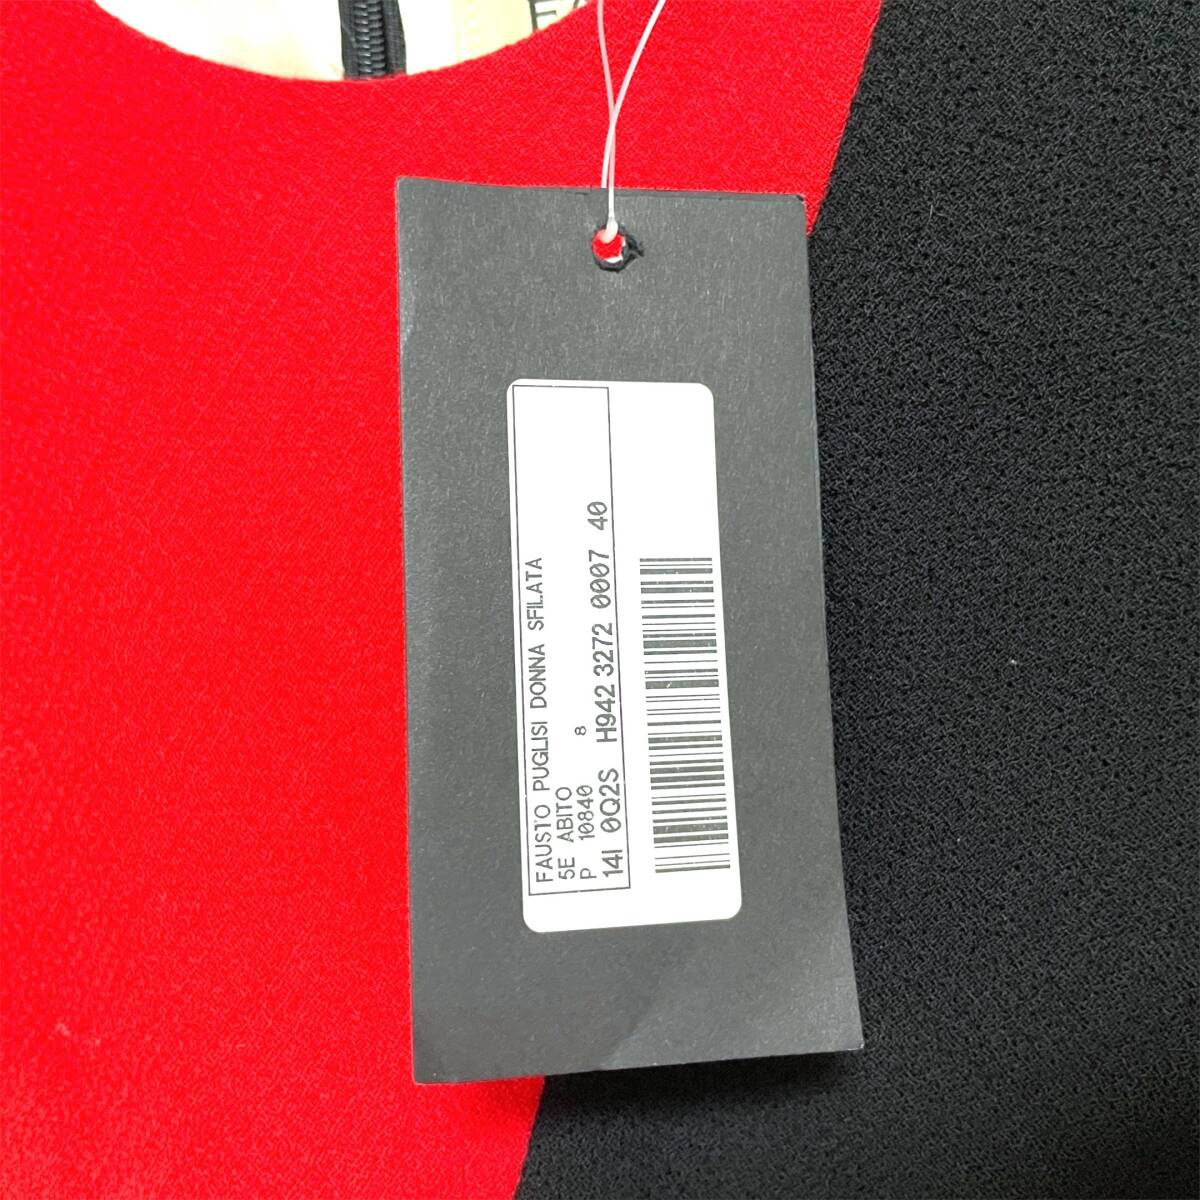 FAUSTO PUGLISI DONNA SFILATA
5E ABITO
P 10840 8
14I 0Q2S H942 3272 0007 40